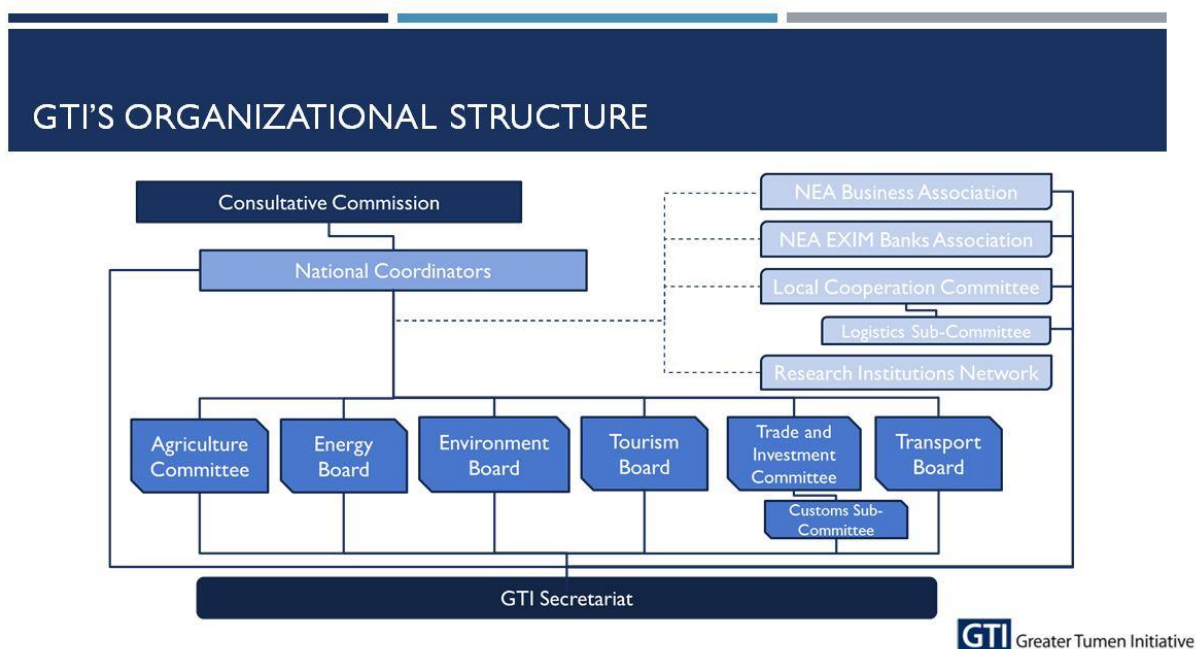 GTI'S ORGANIZATIONAL STRUCTURE
Consultative Commission
National Coordinators
NEA Business Association
NEA EXIM Banks Association
Local Cooperation Committee
Logistics Sub-Committee
Research Institutions Network
Agriculture
Committee
Energy
Board
Environment
Board
Tourism
Board
Trade and
Investment
Committee
Transport
Board
Customs Sub-
Committee
GTI Secretariat
GTI Greater Tumen Initiative